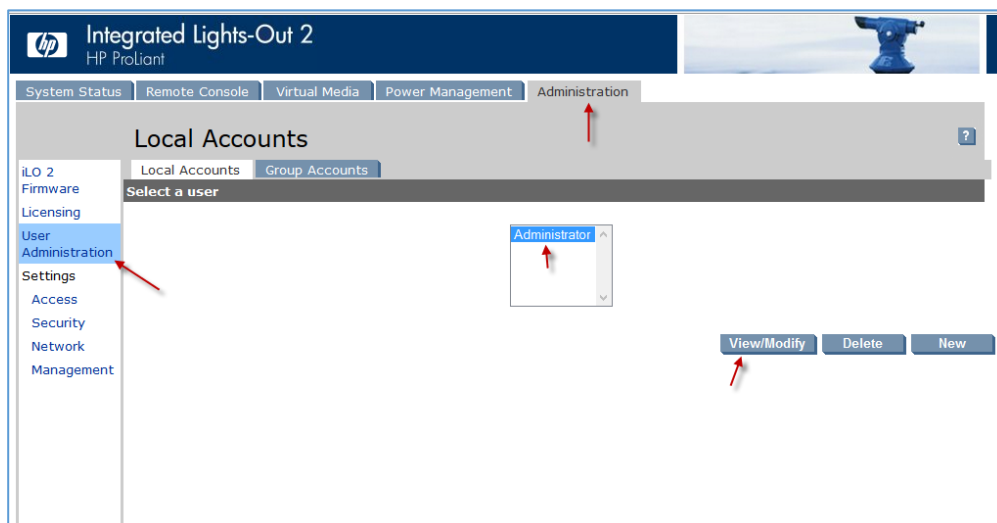 hp
Integrated Lights-Out 2
HP ProLiant
System Status Remote Console Virtual Media Power Management Administration
Local Accounts
?
Local Accounts Group Accounts
Select a user
iLO 2
Firmware
Licensing
User
Administration
Settings
Access
Security
Network
Management
Administrator
View/Modify Delete New